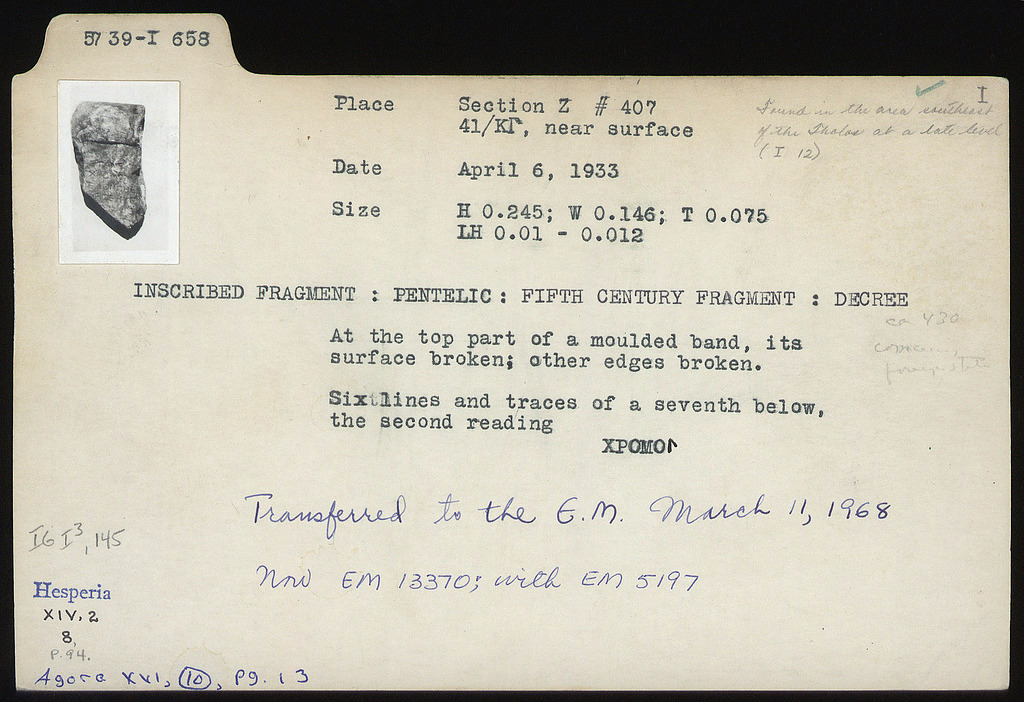 57 39-I 658
I
Place Section Z # 407
41/ΚΓ, near surface
Found in the area southeast
of the Tholos at a late level
(I 12)
Date April 6, 1933
Size H 0.245; W 0.146; T 0.075
LH 0.01 - 0.012
INSCRIBED FRAGMENT : PENTELIC : FIFTH CENTURY FRAGMENT : DECREE
ca 430
At the top part of a moulded band, its
surface broken; other edges broken.
Six lines and traces of a seventh below,
the second reading
ΧΡΟΜΟ
Transferred to the E.M. March 11, 1968
IG I³, 145
Now EM 13370; with EM 5197
Hesperia
XIV, 2
8,
P. 94.
Agora XVI, 10, Pg. 13